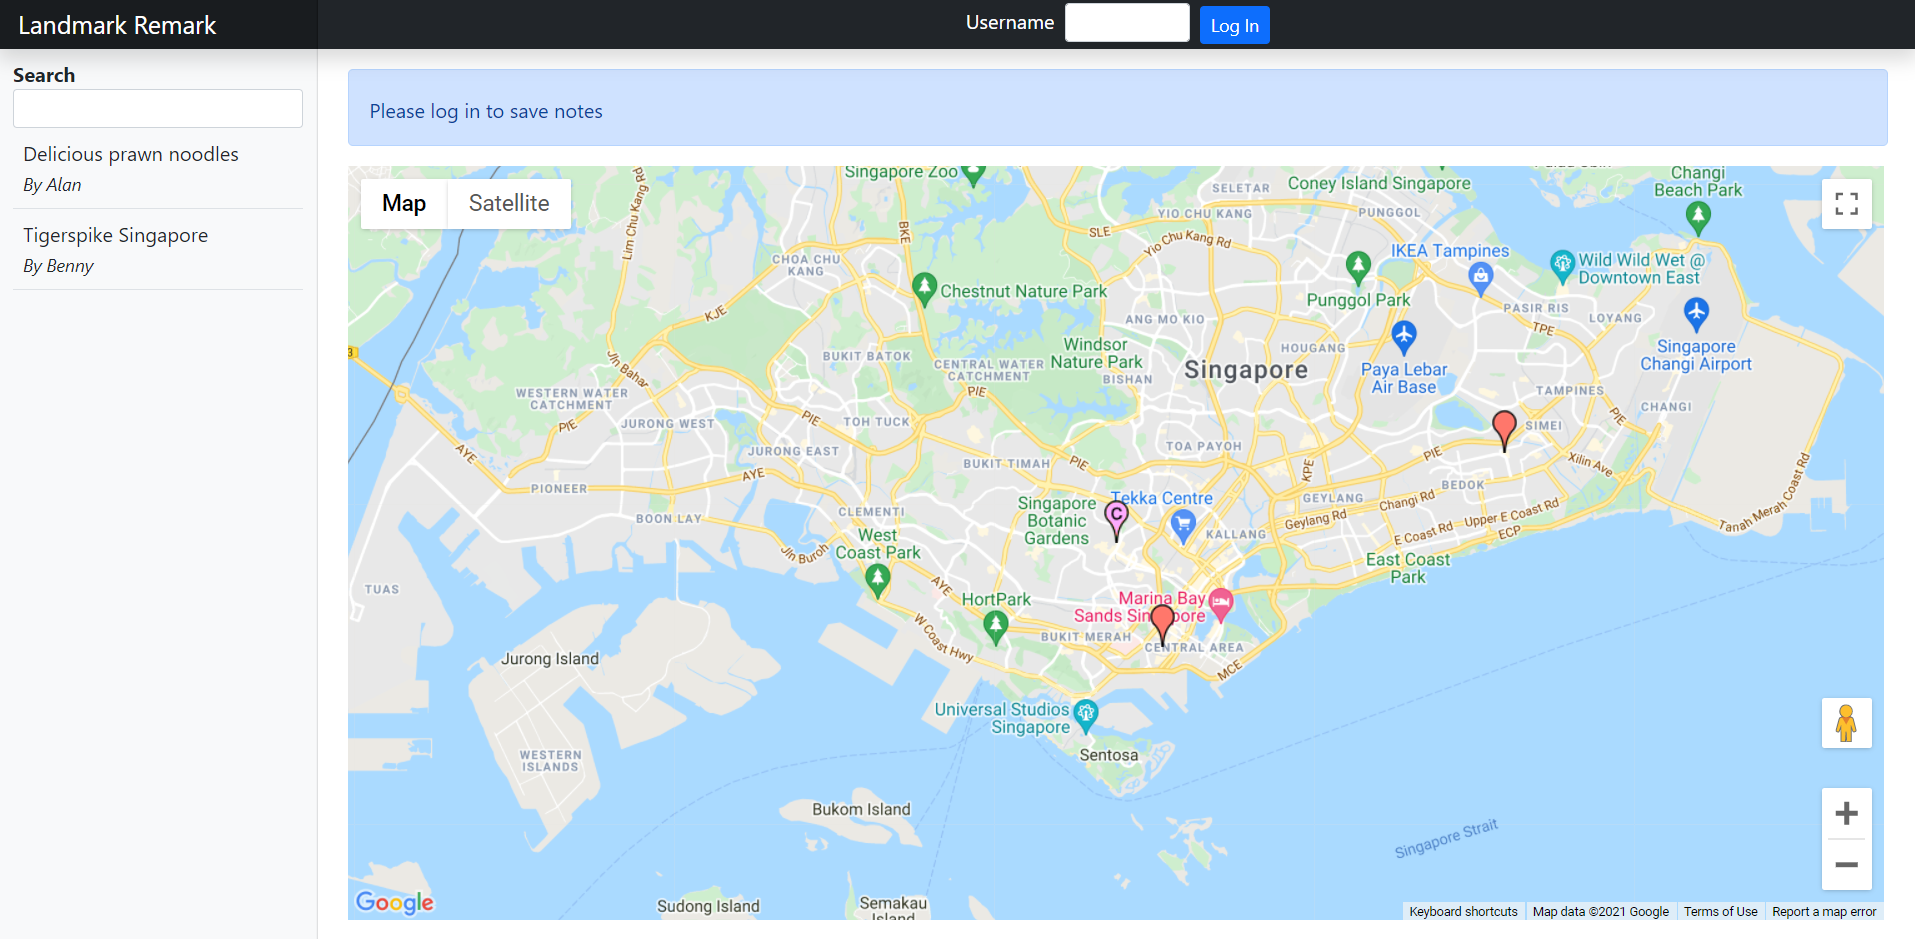 Landmark Remark
Username
Log In
Search
Delicious prawn noodles
By Alan
Tigerspike Singapore
By Benny
Please log in to save notes
Map
Satellite
Singapore Zoo
Lim Chu Kang Rd
BKE
SLE
SELETAR
YIO CHU KANG
Yio Chu Kang Rd
Coney Island Singapore
PUNGGOL
Changi
Beach Park
IKEA Tampines
Wild Wild Wet @
Downtown East
Punggol Park
PASIR RIS
LOYANG
TPE
CHOA CHU
KANG
Chestnut Nature Park
KJE
ANG MO KIO
HOUGANG
Windsor
Nature Park
BISHAN
Singapore
Paya Lebar
Air Base
Singapore
Changi Airport
3
Jln Bahar
BUKIT BATOK
CENTRAL WATER
CATCHMENT
PIE
TAMPINES
WESTERN WATER
CATCHMENT
PIE
PIE
TOH TUCK
JURONG WEST
CHANGI
PIE
SIMEI
TOA PAYOH
JURONG EAST
AYE
AYE
BUKIT TIMAH
PIE
KPE
PIE
Xilin Ave
Tanah Merah Coast Rd
PIONEER
BOON LAY
CLEMENTI
Singapore
Botanic
Gardens
C
Tekka Centre
GEYLANG
Changi Rd
BEDOK
Geylang Rd
KALLANG
E Coast Rd
Upper E Coast Rd
ECP
East Coast
Park
West
Coast Park
Jln Buroh
AYE
TUAS
HortPark
W Coast Hwy
Marina Bay
BUKIT MERAH
CENTRAL AREA
MCE
Jurong Island
Universal Studios
Singapore
Sentosa
WESTERN
ISLANDS
Bukom Island
Singapore Strait
Sudong Island
Semakau
Island
Google
Keyboard shortcuts
Map data ©2021 Google
Terms of Use
Report a map error